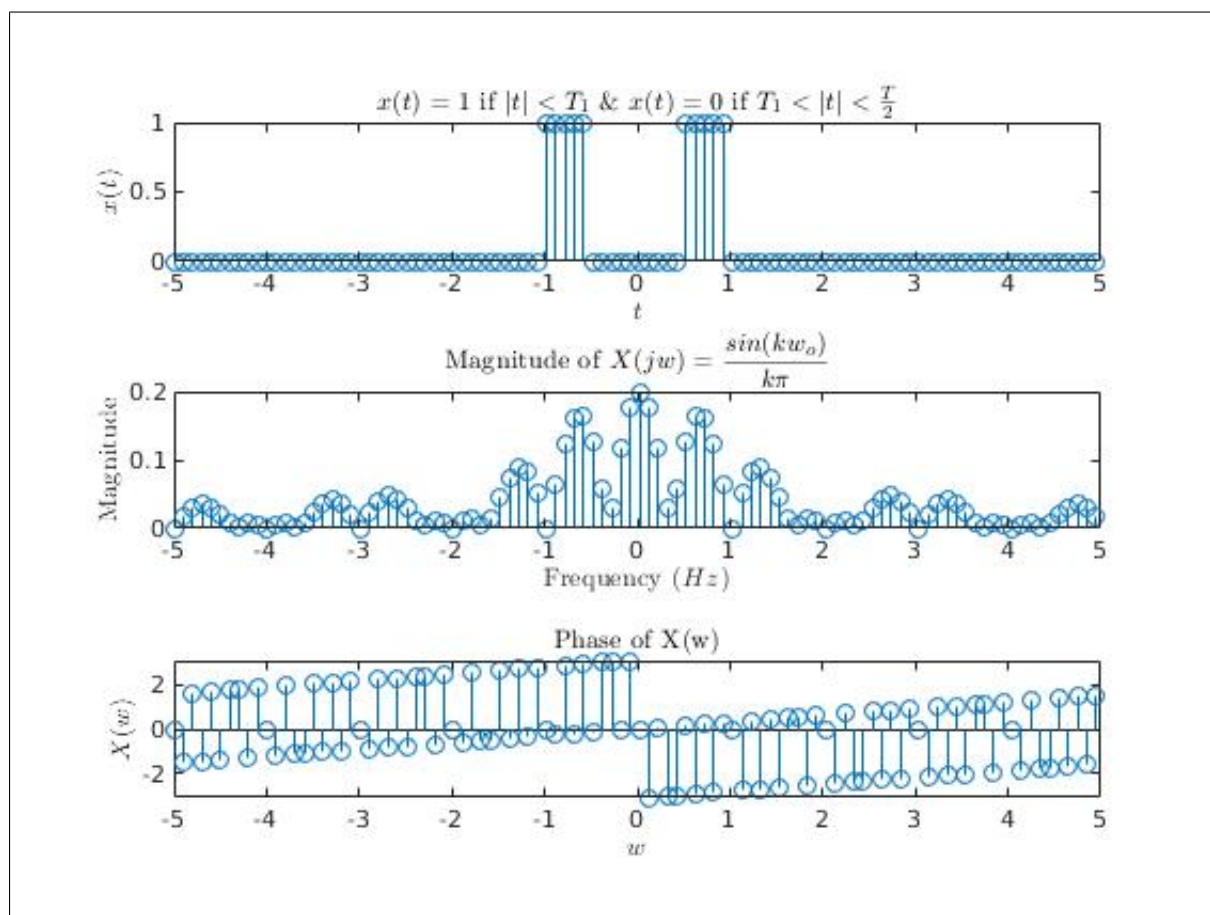 x(t) = 1 if |t| < T₁ & x(t) = 0 if T₁ < |t| < T/2
1
0.5
0
x(t)
-5 -4 -3 -2 -1 0 1 2 3 4 5
t
Magnitude of X(jw) = sin(kwₒ)/kπ
0.2
0.1
0
Magnitude
-5 -4 -3 -2 -1 0 1 2 3 4 5
Frequency (Hz)
Phase of X(w)
2
0
-2
X(w)
-5 -4 -3 -2 -1 0 1 2 3 4 5
w